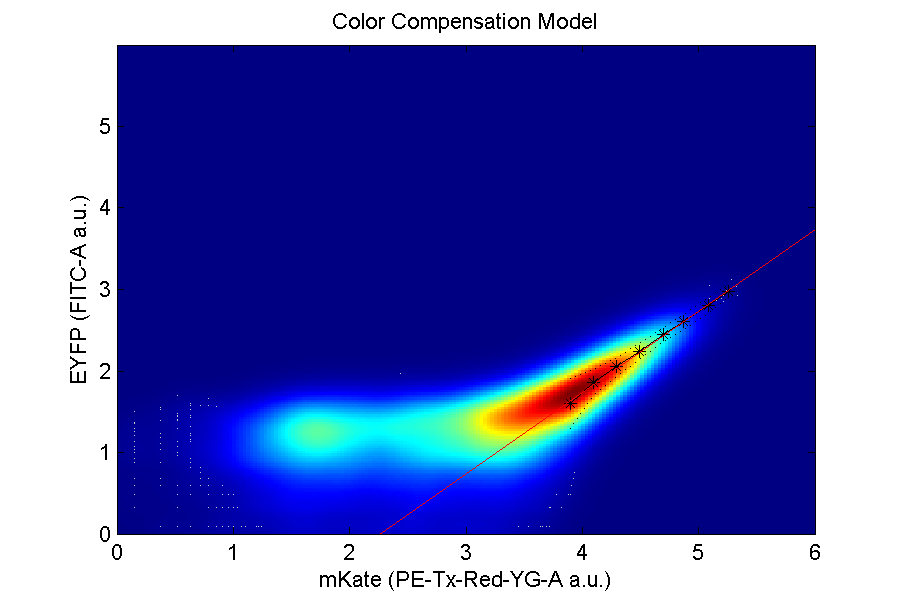 Color Compensation Model
5
4
3
2
1
0
EYFP (FITC-A a.u.)
0 1 2 3 4 5 6
mKate (PE-Tx-Red-YG-A a.u.)